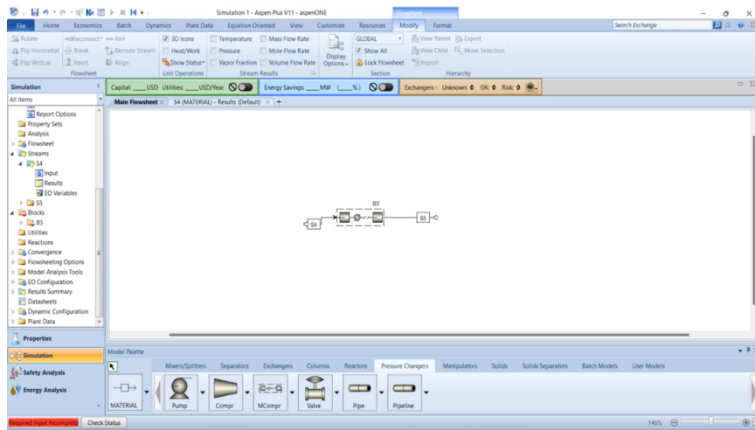 Simulation 1 - Aspen Plus V11 - aspenONE
File Home Economics Batch Dynamics Plant Data Equation Oriented View Customize Resources Modify Format Search Exchange
Rotate Reconnect Join 3D Icons Temperature Mass Flow Rate GLOBAL View Parent Export
Flip Horizontal Break Reroute Stream Heat/Work Pressure Mole Flow Rate Show All View Child Move Selection
Flip Vertical Insert Align Show Status Vapor Fraction Volume Flow Rate Display Options Lock Flowsheet Import
Flowsheet Unit Operations Stream Results Section Hierarchy
Simulation Capital: ____USD Utilities: ____USD/Year Energy Savings: ____MW (____%) Exchangers - Unknown: 0 OK: 0 Risk: 0
All Items Main Flowsheet S4 (MATERIAL) - Results (Default)
Report Options
Property Sets
Analysis
Flowsheet
Streams
S4
Input
Results
EO Variables
S5
Blocks
B3
Utilities
Reactions
Convergence
Flowsheeting Options
Model Analysis Tools
EO Configuration
Results Summary
Datasheets
Dynamic Configuration
Plant Data
B3
S4
S5
Properties
Simulation
Safety Analysis
Energy Analysis
Model Palette
Mixers/Splitters Separators Exchangers Columns Reactors Pressure Changers Manipulators Solids Solids Separators Batch Models User Models
MATERIAL Pump Compr MCompr Valve Pipe Pipeline
Required Input Incomplete Check Status 146%